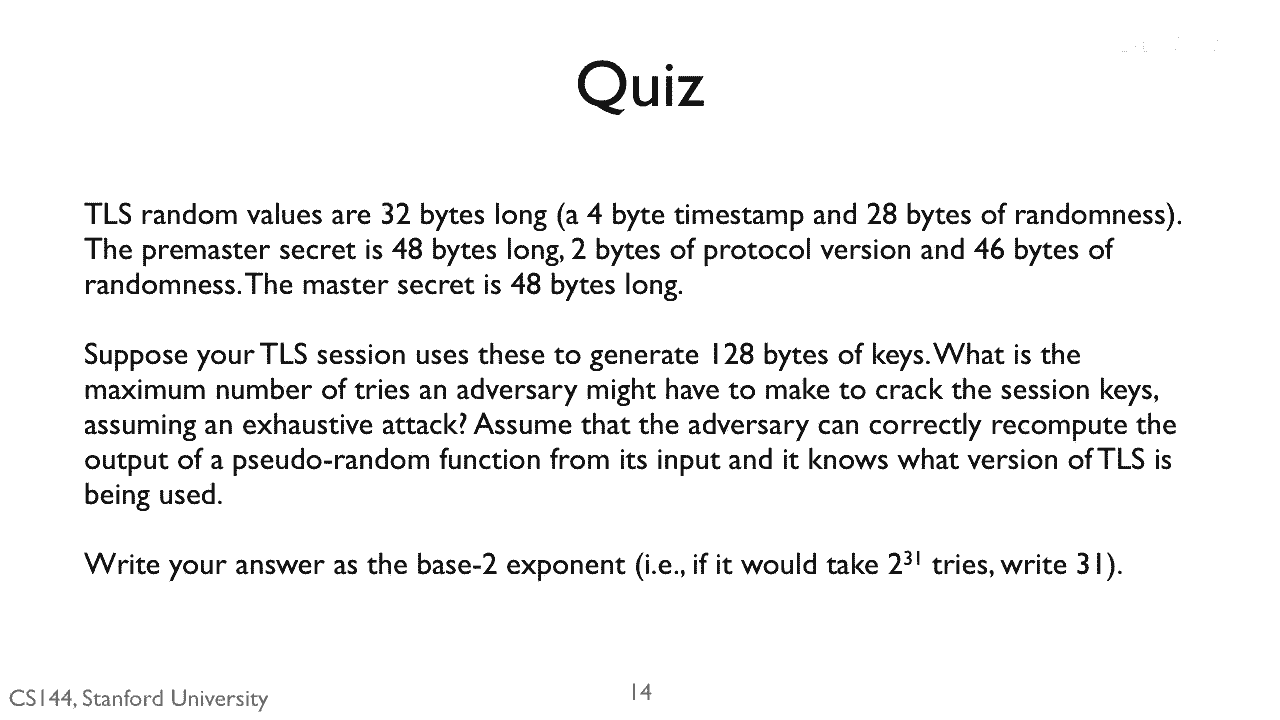 Quiz
TLS random values are 32 bytes long (a 4 byte timestamp and 28 bytes of randomness).
The premaster secret is 48 bytes long, 2 bytes of protocol version and 46 bytes of
randomness. The master secret is 48 bytes long.
Suppose your TLS session uses these to generate 128 bytes of keys. What is the
maximum number of tries an adversary might have to make to crack the session keys,
assuming an exhaustive attack? Assume that the adversary can correctly recompute the
output of a pseudo-random function from its input and it knows what version of TLS is
being used.
Write your answer as the base-2 exponent (i.e., if it would take 2³¹ tries, write 31).
CS144, Stanford University
14